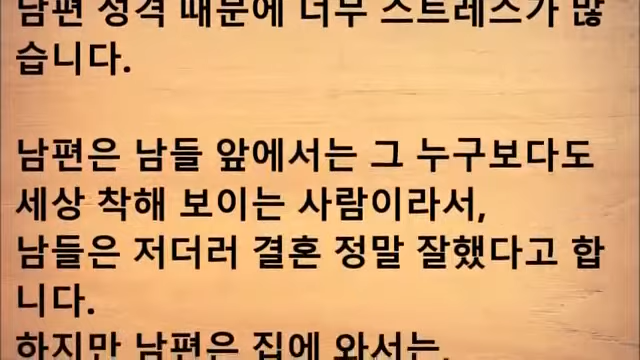 남편 성격 때문에 너무 스트레스가 많
습니다.
남편은 남들 앞에서는 그 누구보다도
세상 착해 보이는 사람이라서,
남들은 저더러 결혼 정말 잘했다고 합
니다.
하지만 남편은 집에 와서는,